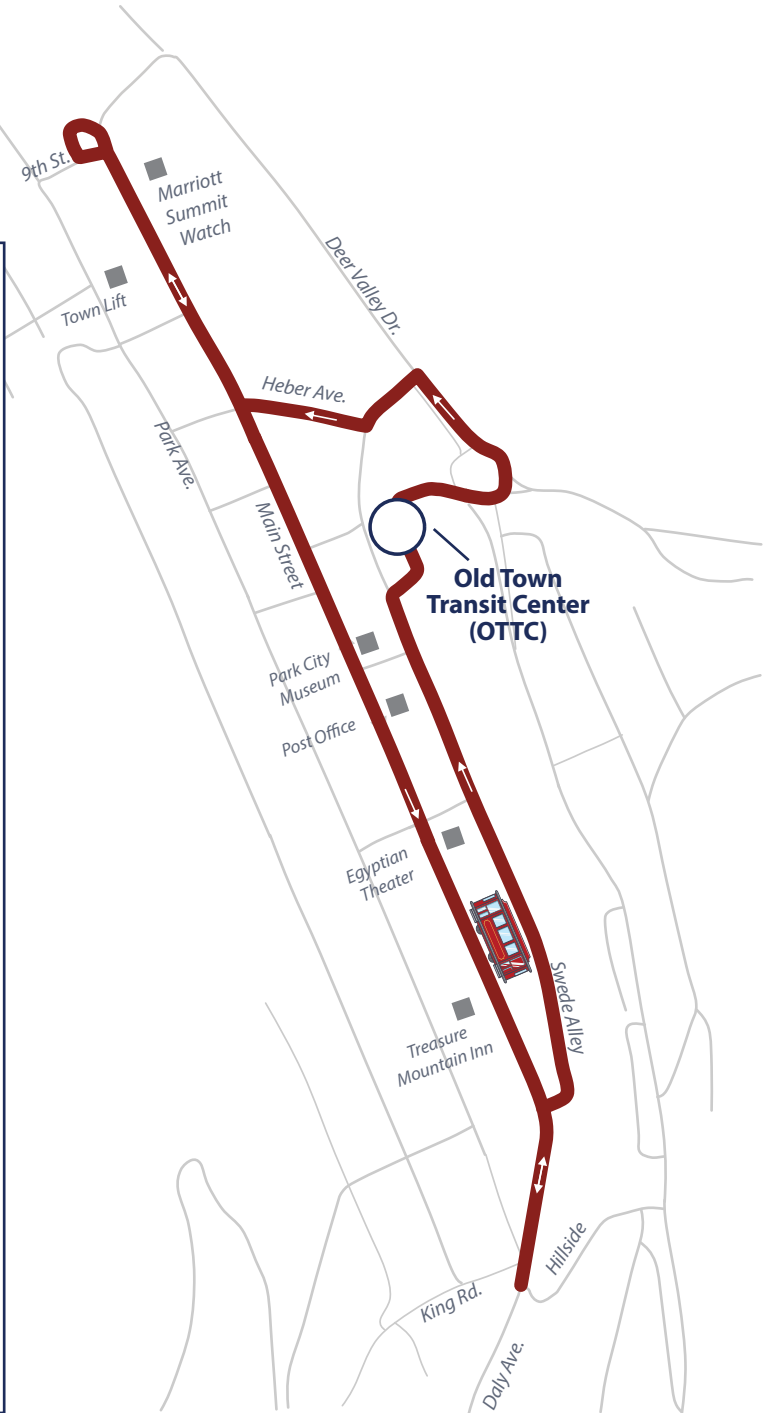 9th St.
Marriott
Summit
Watch
Deer Valley Dr.
Town Lift
Heber Ave.
Park Ave.
Main Street
Old Town
Transit Center
(OTTC)
Park City
Museum
Post Office
Egyptian
Theater
Swede Alley
Treasure
Mountain Inn
Hillside
King Rd.
Daly Ave.